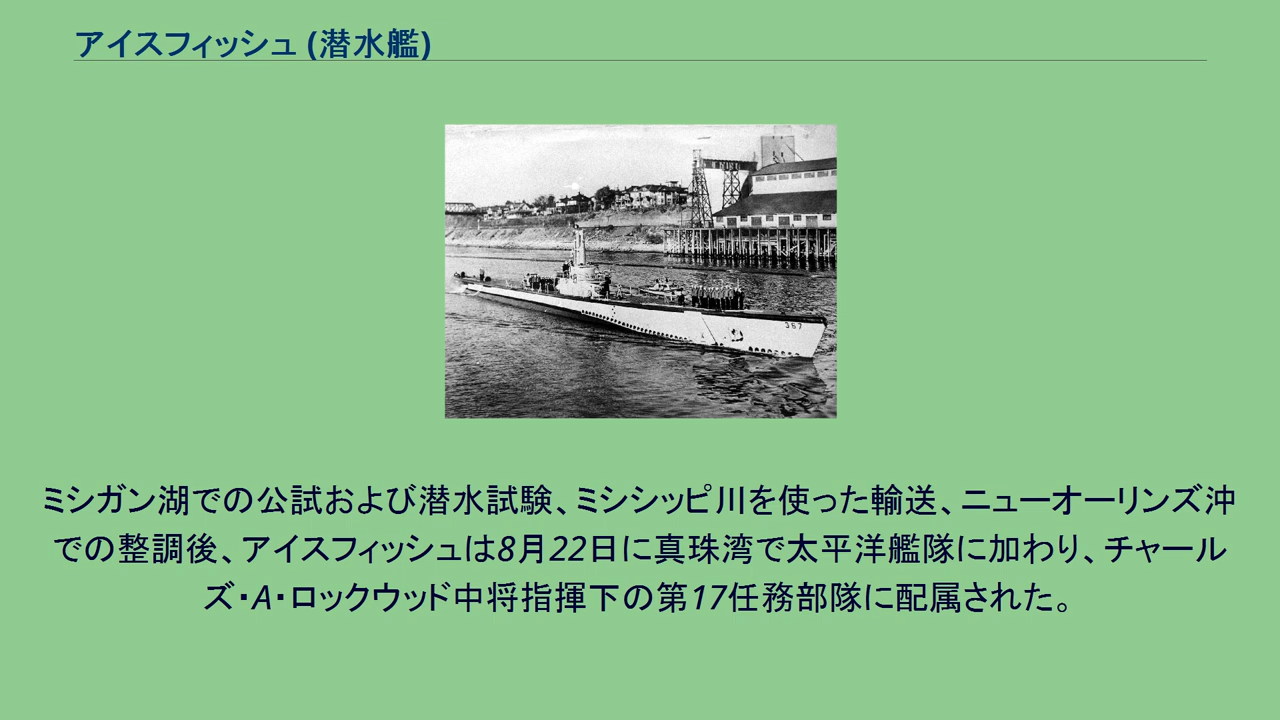 アイスフィッシュ (潜水艦)
367
ミシガン湖での公試および潜水試験、ミシシッピ川を使った輸送、ニューオーリンズ沖
での整調後、アイスフィッシュは8月22日に真珠湾で太平洋艦隊に加わり、チャール
ズ・A・ロックウッド中将指揮下の第17任務部隊に配属された。